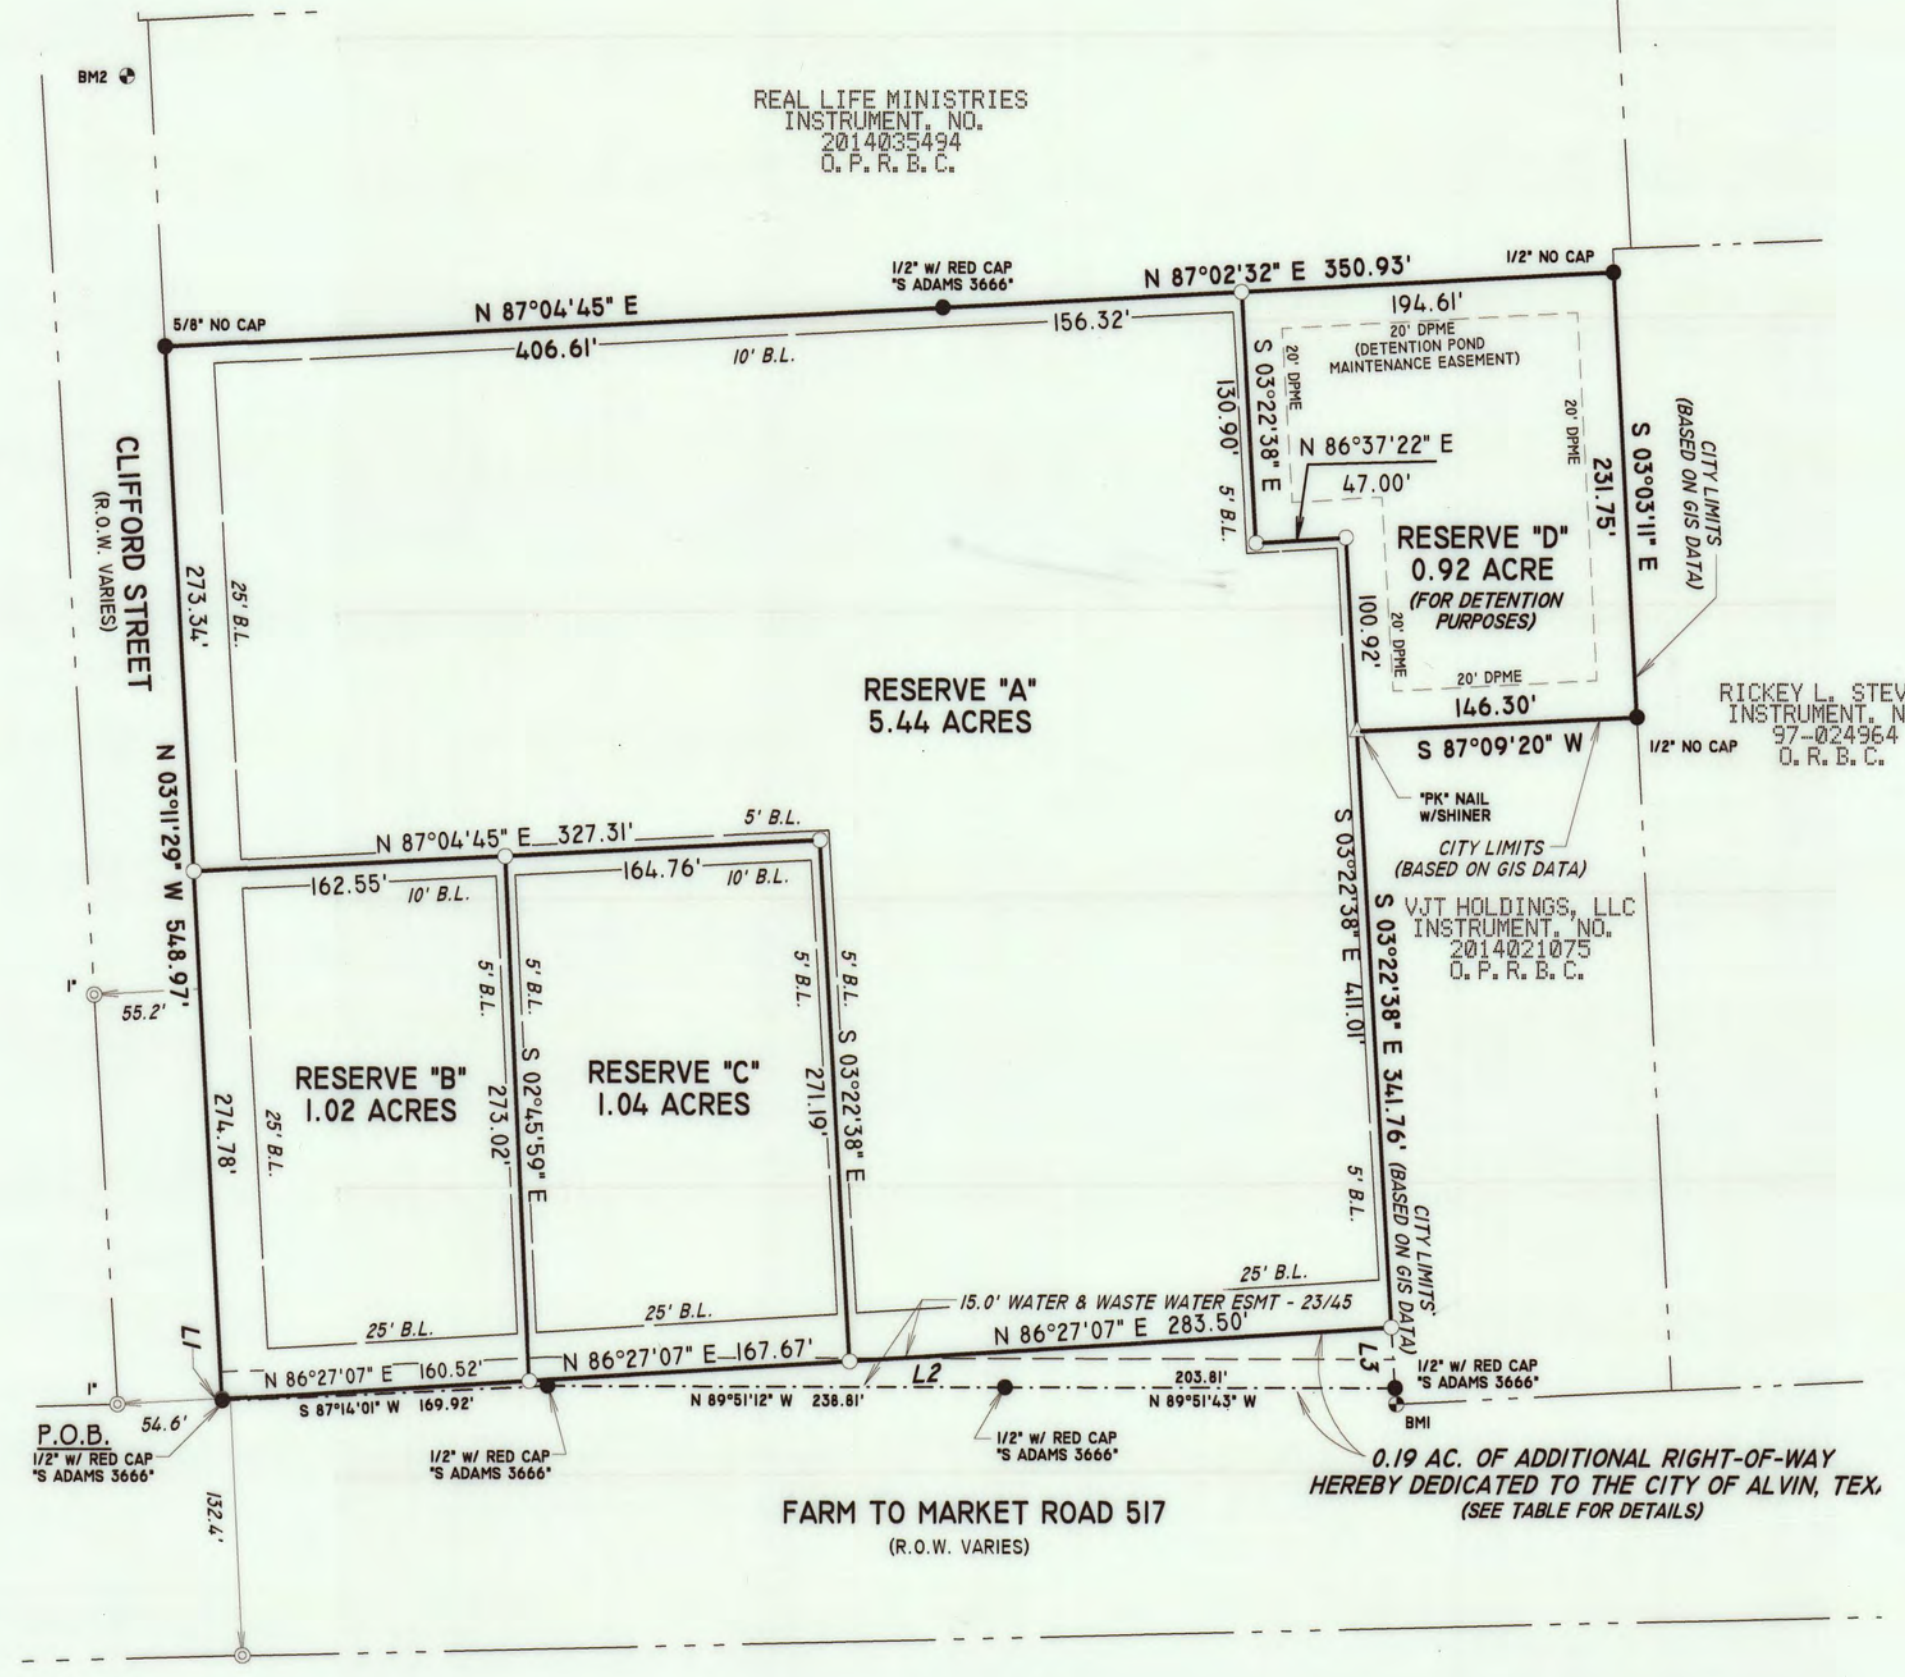 BM2
REAL LIFE MINISTRIES
INSTRUMENT. NO.
2014035494
O. P. R. B. C.
1/2" W/ RED CAP
"S ADAMS 3666"
N 87°02'32" E 350.93'
1/2" NO CAP
5/8" NO CAP
N 87°04'45" E
406.61'
10' B.L.
156.32'
194.61'
20' DPME
(DETENTION POND
MAINTENANCE EASEMENT)
20' DPME
S 03°22'38" E
130.90'
5' B.L.
N 86°37'22" E
47.00'
20' DPME
231.75'
S 03°03'11" E
CITY LIMITS
(BASED ON GIS DATA)
CLIFFORD STREET
(R.O.W. VARIES)
273.34'
25' B.L.
RESERVE "D"
0.92 ACRE
(FOR DETENTION
PURPOSES)
100.92'
20' DPME
20' DPME
146.30'
S 87°09'20" W
1/2" NO CAP
RICKEY L. STEV
INSTRUMENT. N
97-024964
O. R. B. C.
RESERVE "A"
5.44 ACRES
"PK" NAIL
W/SHINER
CITY LIMITS
(BASED ON GIS DATA)
N 03°11'29" W 548.97'
N 87°04'45" E 327.31'
5' B.L.
162.55'
10' B.L.
164.76'
10' B.L.
S 03°22'38" E 411.01'
S 03°22'38" E 341.76'
(BASED ON GIS DATA)
CITY LIMITS
VJT HOLDINGS, LLC
INSTRUMENT. NO.
2014021075
O. P. R. B. C.
1"
55.2'
5' B.L.
5' B.L.
5' B.L.
5' B.L.
RESERVE "B"
1.02 ACRES
RESERVE "C"
1.04 ACRES
274.78'
25' B.L.
273.02'
S 02°45'59" E
271.19'
S 03°22'38" E
5' B.L.
25' B.L.
15.0' WATER & WASTE WATER ESMT - 23/45
25' B.L.
25' B.L.
L1
N 86°27'07" E 160.52'
N 86°27'07" E 167.67'
N 86°27'07" E 283.50'
L2
L3
1/2" W/ RED CAP
"S ADAMS 3666"
1"
54.6'
S 87°14'01" W 169.92'
N 89°51'12" W 238.81'
203.81'
N 89°51'43" W
BM1
P.O.B.
1/2" W/ RED CAP
"S ADAMS 3666"
1/2" W/ RED CAP
"S ADAMS 3666"
1/2" W/ RED CAP
"S ADAMS 3666"
132.4'
0.19 AC. OF ADDITIONAL RIGHT-OF-WAY
HEREBY DEDICATED TO THE CITY OF ALVIN, TEX
(SEE TABLE FOR DETAILS)
FARM TO MARKET ROAD 517
(R.O.W. VARIES)